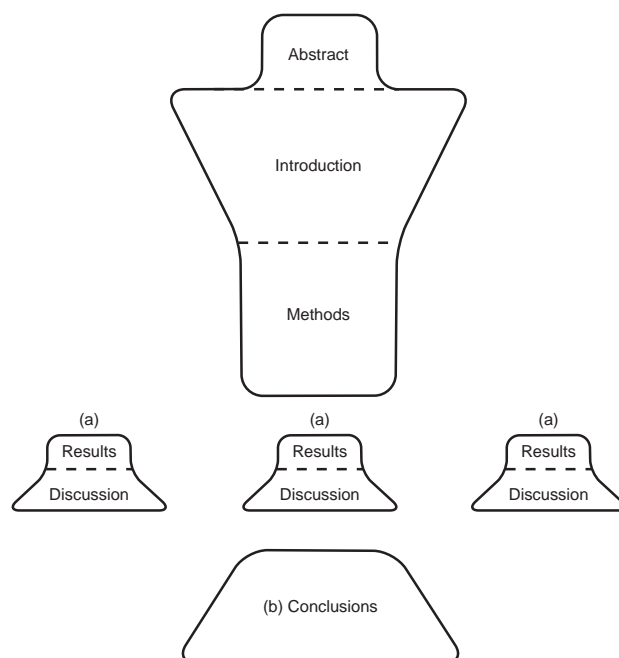 Abstract
Introduction
Methods
(a) (a) (a)
Results Results Results
Discussion Discussion Discussion
(b) Conclusions